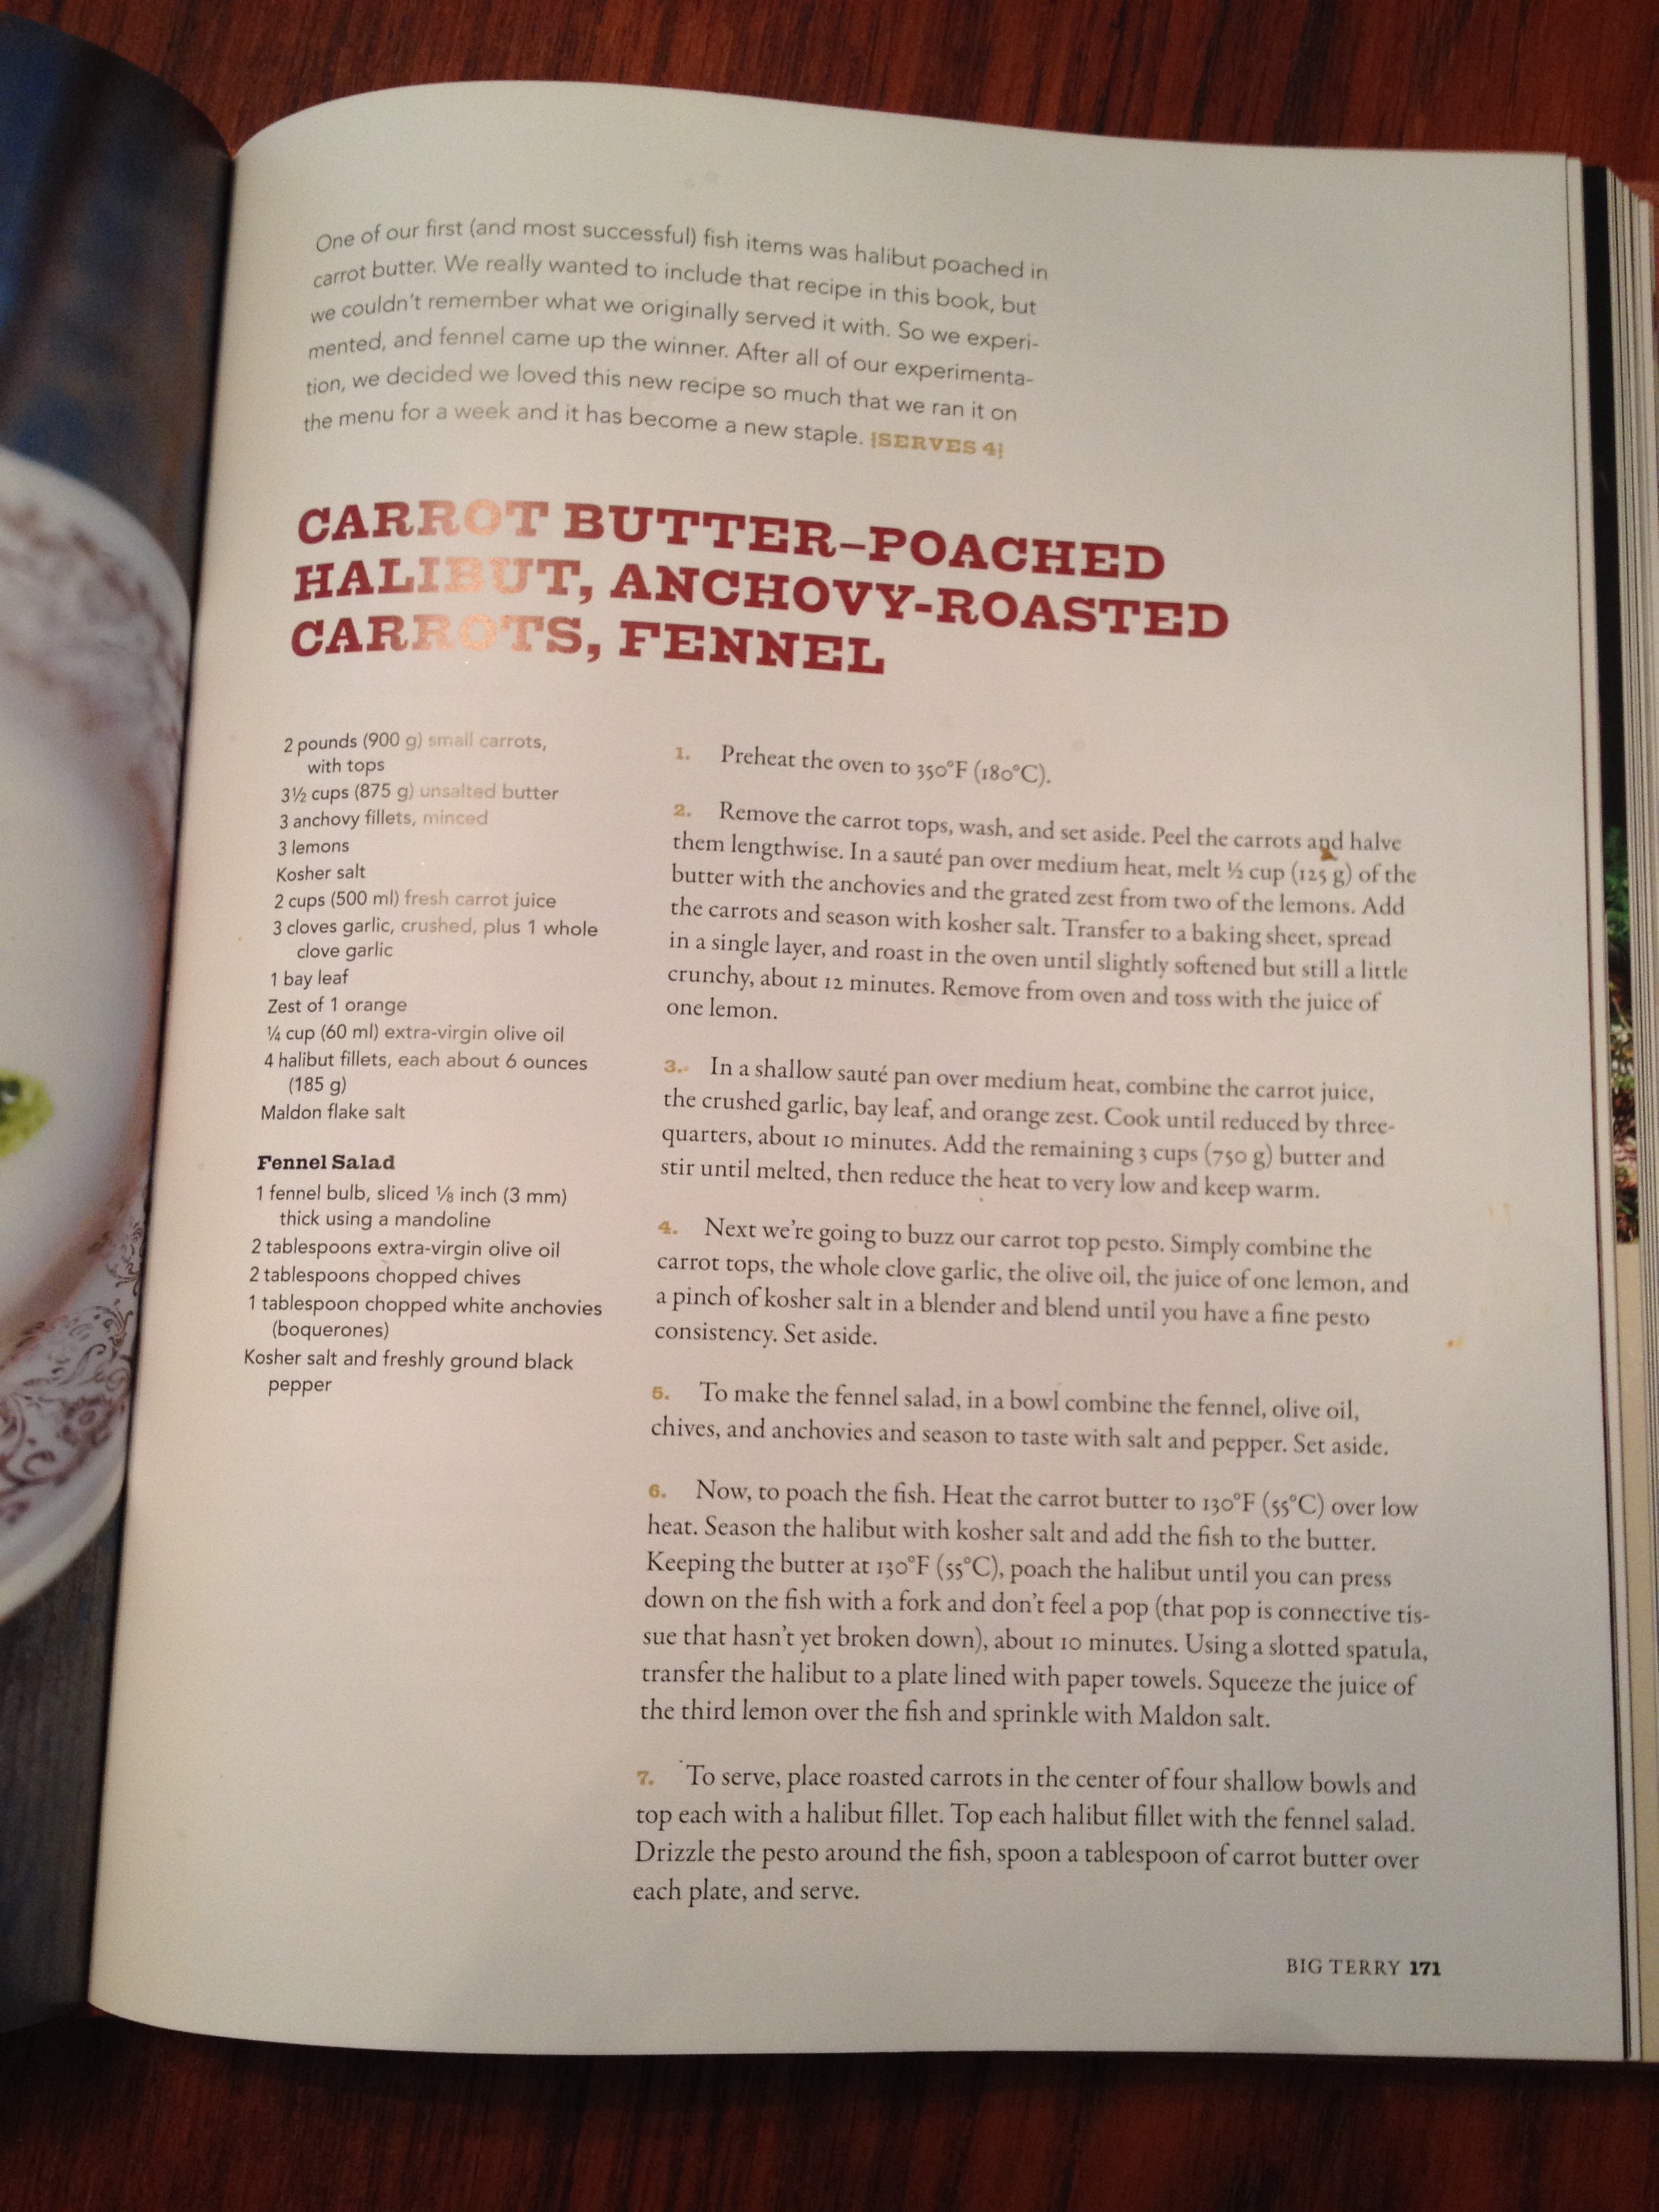 One of our first (and most successful) fish items was halibut poached in
carrot butter. We really wanted to include that recipe in this book, but
we couldn't remember what we originally served it with. So we experi-
mented, and fennel came up the winner. After all of our experimenta-
tion, we decided we loved this new recipe so much that we ran it on
the menu for a week and it has become a new staple. {SERVES 4}
CARROT BUTTER–POACHED
HALIBUT, ANCHOVY-ROASTED
CARROTS, FENNEL
2 pounds (900 g) small carrots,
with tops
3½ cups (875 g) unsalted butter
3 anchovy fillets, minced
3 lemons
Kosher salt
2 cups (500 ml) fresh carrot juice
3 cloves garlic, crushed, plus 1 whole
clove garlic
1 bay leaf
Zest of 1 orange
¼ cup (60 ml) extra-virgin olive oil
4 halibut fillets, each about 6 ounces
(185 g)
Maldon flake salt
Fennel Salad
1 fennel bulb, sliced ⅛ inch (3 mm)
thick using a mandoline
2 tablespoons extra-virgin olive oil
2 tablespoons chopped chives
1 tablespoon chopped white anchovies
(boquerones)
Kosher salt and freshly ground black
pepper
1. Preheat the oven to 350°F (180°C).
2. Remove the carrot tops, wash, and set aside. Peel the carrots and halve
them lengthwise. In a sauté pan over medium heat, melt ½ cup (125 g) of the
butter with the anchovies and the grated zest from two of the lemons. Add
the carrots and season with kosher salt. Transfer to a baking sheet, spread
in a single layer, and roast in the oven until slightly softened but still a little
crunchy, about 12 minutes. Remove from oven and toss with the juice of
one lemon.
3. In a shallow sauté pan over medium heat, combine the carrot juice,
the crushed garlic, bay leaf, and orange zest. Cook until reduced by three-
quarters, about 10 minutes. Add the remaining 3 cups (750 g) butter and
stir until melted, then reduce the heat to very low and keep warm.
4. Next we're going to buzz our carrot top pesto. Simply combine the
carrot tops, the whole clove garlic, the olive oil, the juice of one lemon, and
a pinch of kosher salt in a blender and blend until you have a fine pesto
consistency. Set aside.
5. To make the fennel salad, in a bowl combine the fennel, olive oil,
chives, and anchovies and season to taste with salt and pepper. Set aside.
6. Now, to poach the fish. Heat the carrot butter to 130°F (55°C) over low
heat. Season the halibut with kosher salt and add the fish to the butter.
Keeping the butter at 130°F (55°C), poach the halibut until you can press
down on the fish with a fork and don't feel a pop (that pop is connective tis-
sue that hasn't yet broken down), about 10 minutes. Using a slotted spatula,
transfer the halibut to a plate lined with paper towels. Squeeze the juice of
the third lemon over the fish and sprinkle with Maldon salt.
7. To serve, place roasted carrots in the center of four shallow bowls and
top each with a halibut fillet. Top each halibut fillet with the fennel salad.
Drizzle the pesto around the fish, spoon a tablespoon of carrot butter over
each plate, and serve.
BIG TERRY 171